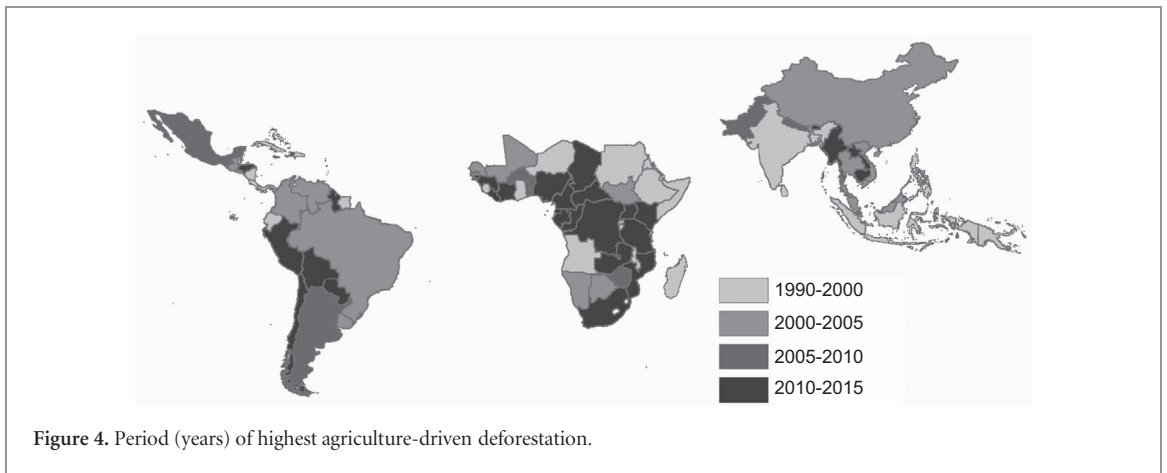 1990-2000
2000-2005
2005-2010
2010-2015
Figure 4. Period (years) of highest agriculture-driven deforestation.